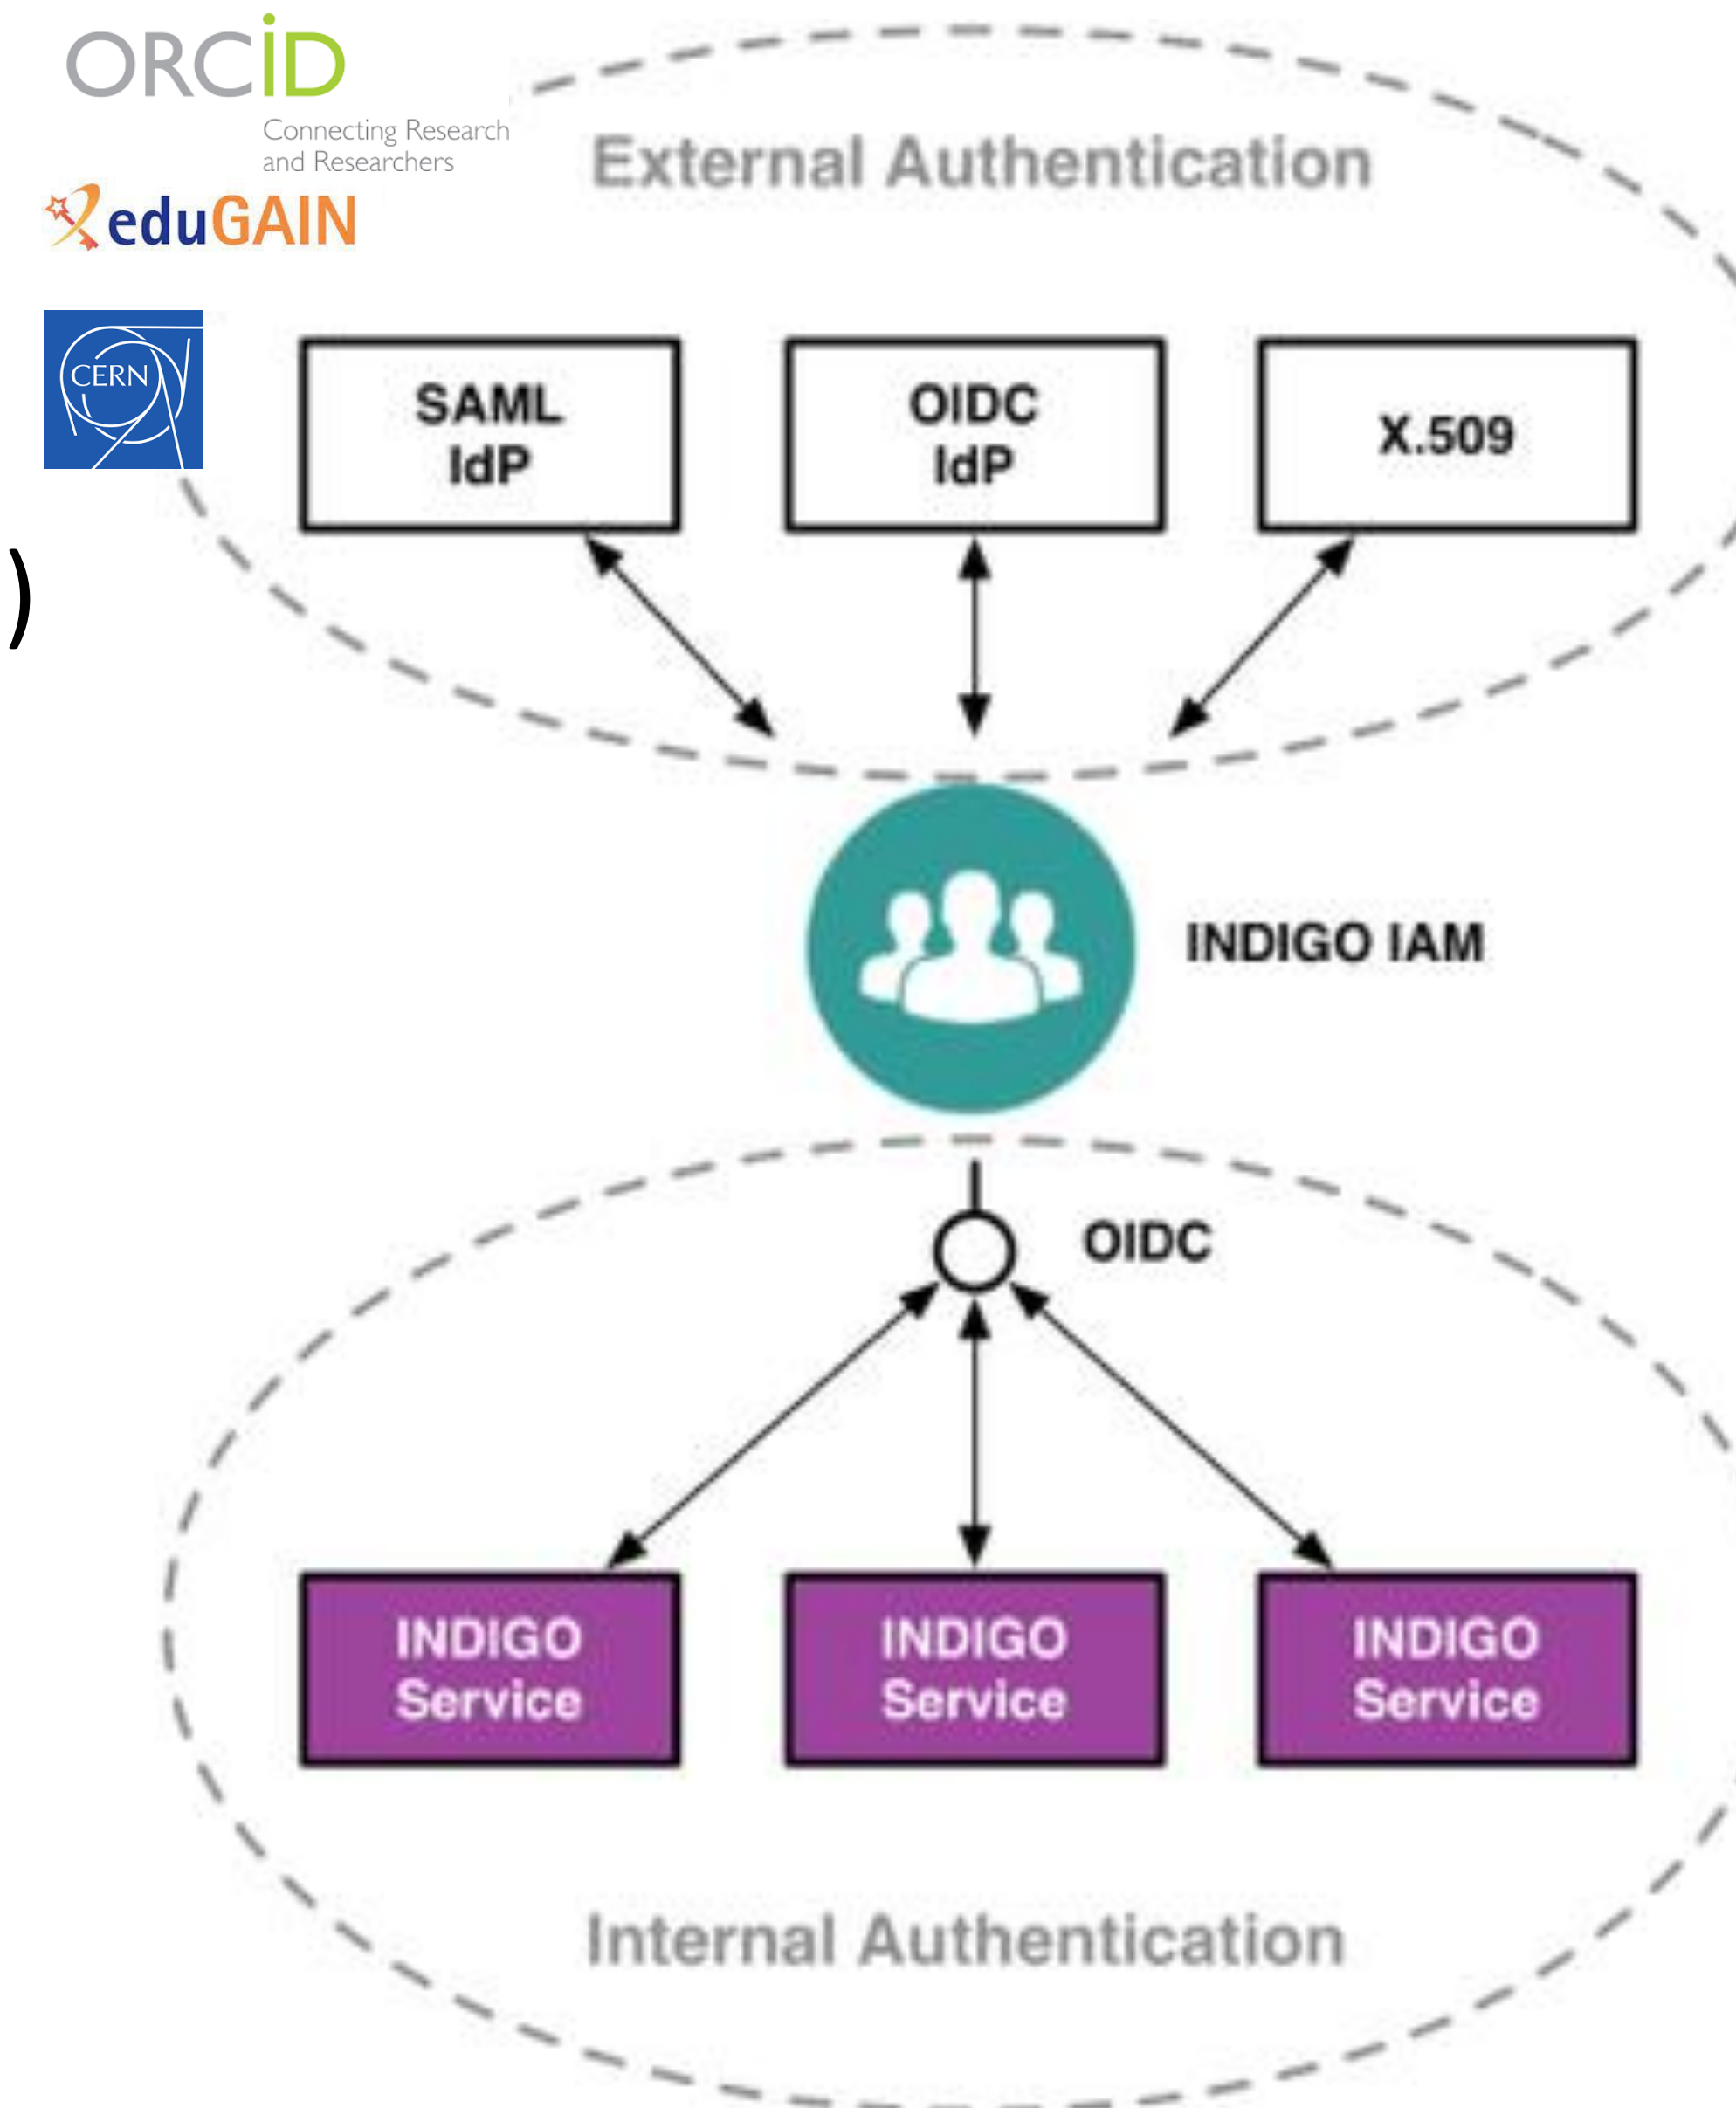 ORCID
Connecting Research
and Researchers
eduGAIN
CERN
External Authentication
SAML
IdP
OIDC
IdP
X.509
)
INDIGO IAM
OIDC
INDIGO
Service
INDIGO
Service
INDIGO
Service
Internal Authentication